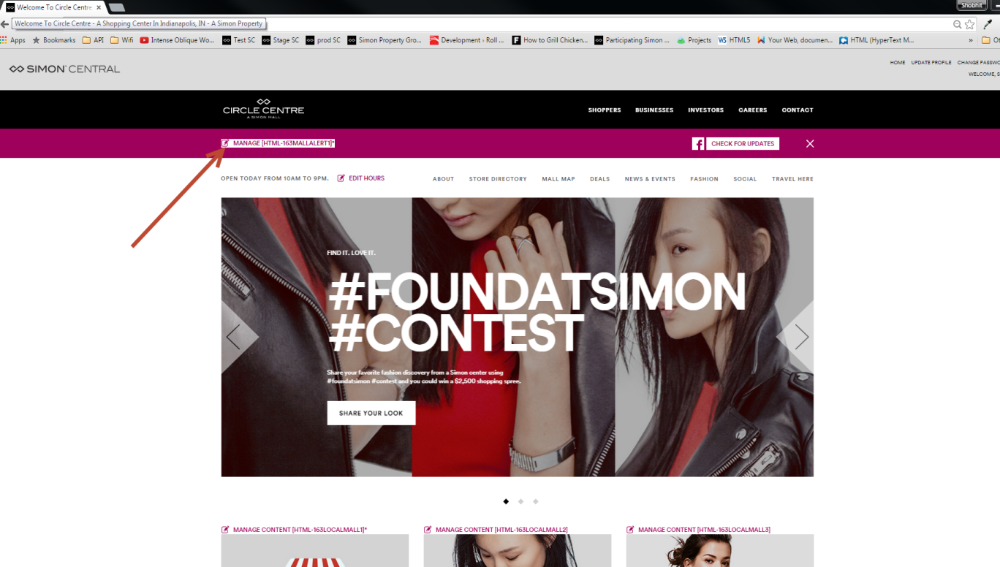 Welcome To Circle Centre
Shobhit
Welcome To Circle Centre - A Shopping Center In Indianapolis, IN - A Simon Property
Apps Bookmarks API Wifi Intense Oblique Wo... Test SC Stage SC prod SC Simon Property Gro... Development › Roll ... How to Grill Chicken... Participating Simon ... Projects HTML5 Your Web, documen... HTML (HyperText M... » Ot
SIMON CENTRAL
HOME UPDATE PROFILE CHANGE PASSWO
WELCOME, S
CIRCLE CENTRE
A SIMON MALL
SHOPPERS BUSINESSES INVESTORS CAREERS CONTACT
MANAGE [HTML-163MALLALERT1]*
CHECK FOR UPDATES
OPEN TODAY FROM 10AM TO 9PM. EDIT HOURS
ABOUT STORE DIRECTORY MALL MAP DEALS NEWS & EVENTS FASHION SOCIAL TRAVEL HERE
FIND IT. LOVE IT.
#FOUNDATSIMON
#CONTEST
Share your favorite fashion discovery from a Simon center using
#foundatsimon #contest and you could win a $2,500 shopping spree.
SHARE YOUR LOOK
MANAGE CONTENT [HTML-163LOCALMALL1]*
MANAGE CONTENT [HTML-163LOCALMALL2]
MANAGE CONTENT [HTML-163LOCALMALL3]